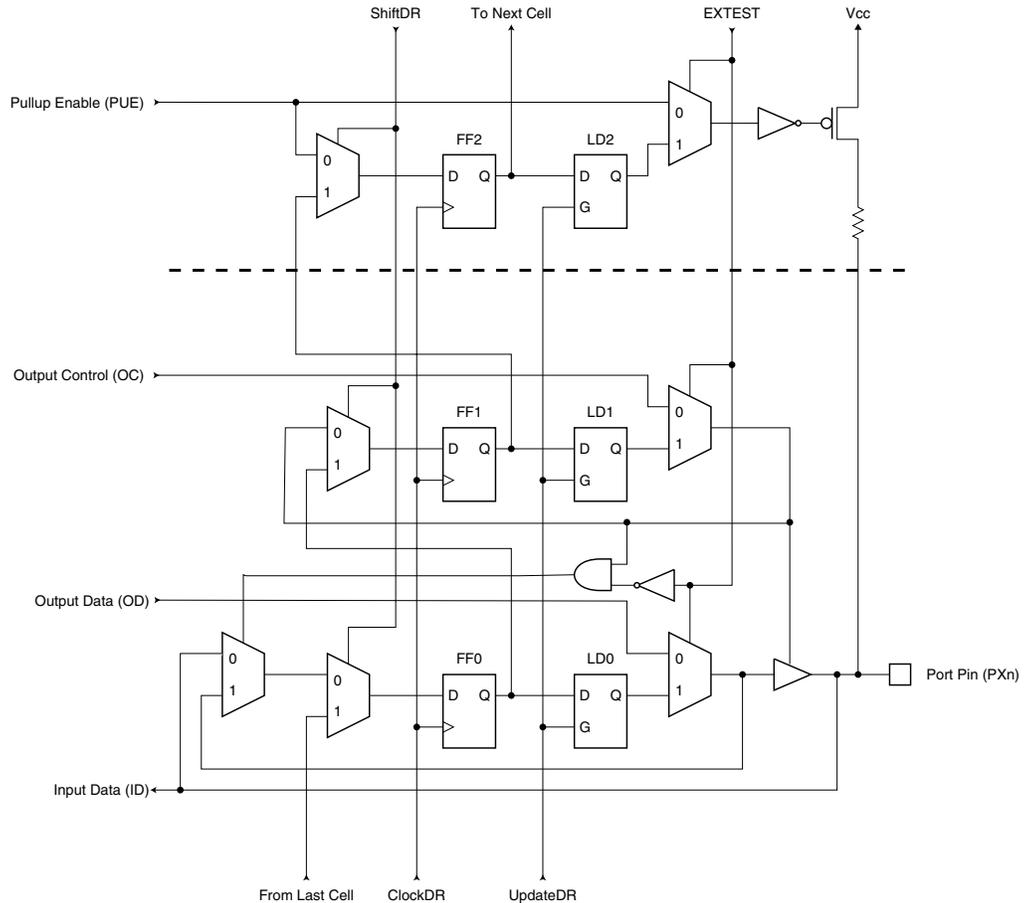 ShiftDR To Next Cell EXTEST Vcc
Pullup Enable (PUE)
0
FF2 LD2
1
0
D Q D Q
1
G
Output Control (OC)
0
FF1 LD1
0
1
D Q D Q
1
G
Output Data (OD)
0
FF0 LD0
0
0
Port Pin (PXn)
1
D Q D Q
1
1
G
Input Data (ID)
From Last Cell ClockDR UpdateDR